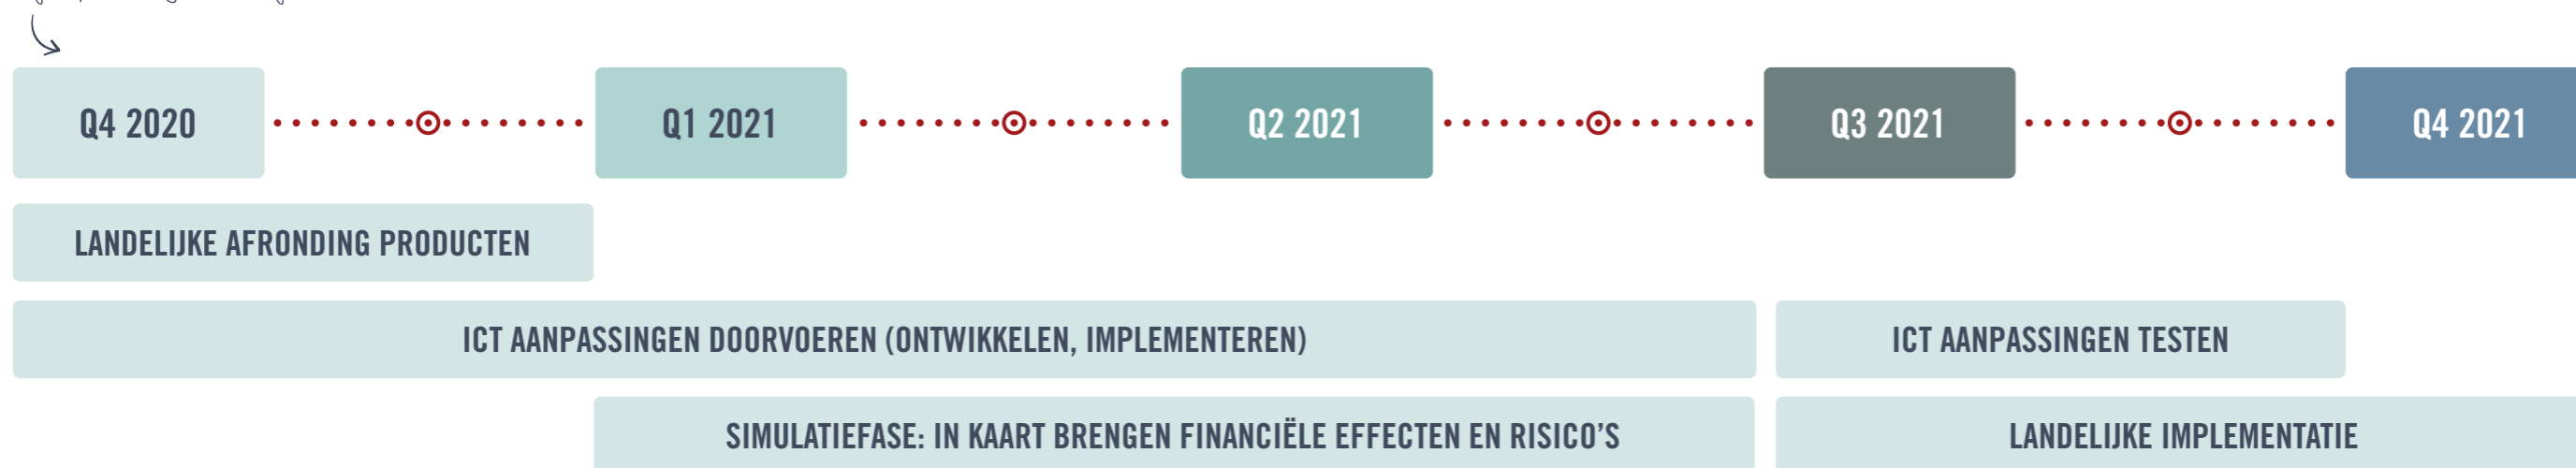 Q4 2020
Q1 2021
Q2 2021
Q3 2021
Q4 2021
LANDELIJKE AFRONDING PRODUCTEN
ICT AANPASSINGEN DOORVOEREN (ONTWIKKELEN, IMPLEMENTEREN)
ICT AANPASSINGEN TESTEN
SIMULATIEFASE: IN KAART BRENGEN FINANCIËLE EFFECTEN EN RISICO’S
LANDELIJKE IMPLEMENTATIE